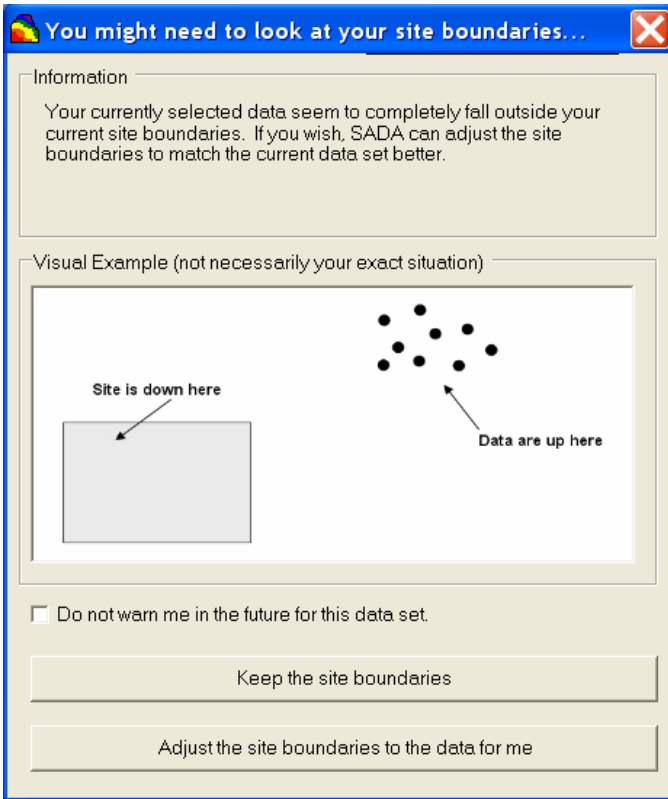 You might need to look at your site boundaries...
Information
Your currently selected data seem to completely fall outside your
current site boundaries. If you wish, SADA can adjust the site
boundaries to match the current data set better.
Visual Example (not necessarily your exact situation)
Site is down here
Data are up here
Do not warn me in the future for this data set.
Keep the site boundaries
Adjust the site boundaries to the data for me